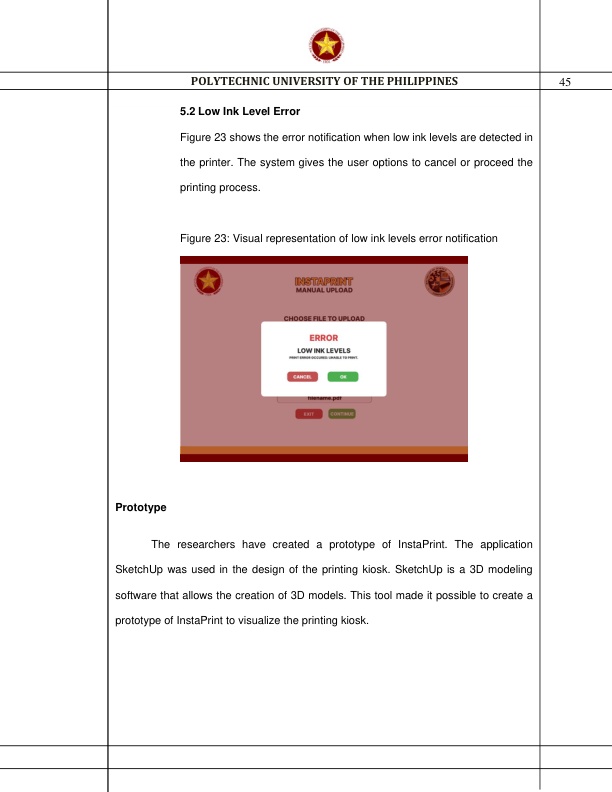 POLYTECHNIC UNIVERSITY OF THE PHILIPPINES
45
5.2 Low Ink Level Error
Figure 23 shows the error notification when low ink levels are detected in
the printer. The system gives the user options to cancel or proceed the
printing process.
Figure 23: Visual representation of low ink levels error notification
INSTAPRINT
MANUAL UPLOAD
CHOOSE FILE TO UPLOAD
ERROR
LOW INK LEVELS
PRINT ERROR OCCURED. UNABLE TO PRINT.
CANCEL OK
filename.pdf
EXIT CONTINUE
Prototype
The researchers have created a prototype of InstaPrint. The application
SketchUp was used in the design of the printing kiosk. SketchUp is a 3D modeling
software that allows the creation of 3D models. This tool made it possible to create a
prototype of InstaPrint to visualize the printing kiosk.